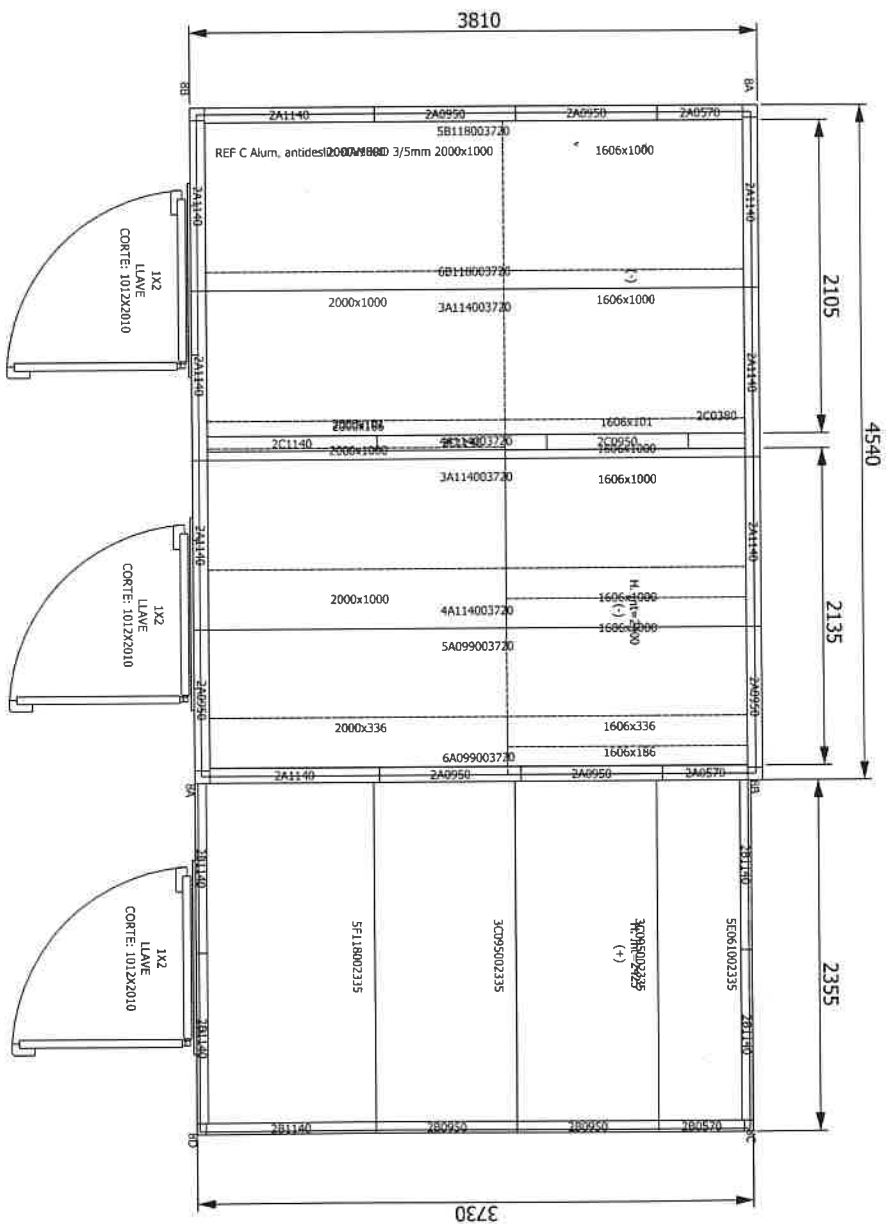 3810
8B
8A
2A1140
2A0950
2A0950
2A0570
5B118003720
REF C Alum, antidesliz 3/5mm 2000x1000
1606x1000
2A1140
2A1140
2105
4540
1X2
LLAVE
CORTE: 1012X2010
6B118003720
(-)
2000x1000
3A114003720
1606x1000
2A1140
2A1140
1606x101
2C0380
2C1140
2C0950
2000x1000
1606x1000
3A114003720
1606x1000
2A1140
2A1140
2135
1X2
LLAVE
CORTE: 1012X2010
2000x1000
1606x1000
(-)
4A114003720
1606x1000
5A099003720
2A0950
2A0950
2000x336
1606x336
1606x186
6A099003720
2A1140
2A0950
2A0950
2A0570
8A
8B
2B1140
2B1140
2355
1X2
LLAVE
CORTE: 1012X2010
5F118002335
3C095002335
3C095002335
(+)
5E061002335
2B1140
2B1140
2B1140
2B0950
2B0950
2B0570
8D
8C
3730